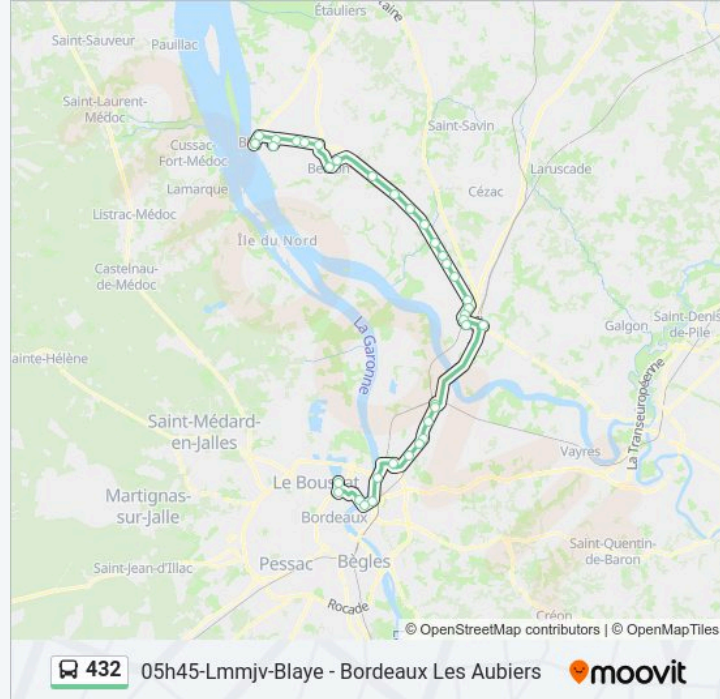 Étauliers
Saint-Sauveur
Pauillac
Saint-Laurent-
Médoc
Saint-Savin
Cussac-
Fort-Médoc
Laruscade
Lamarque
Cézac
Listrac-Médoc
Île du Nord
Castelnau-
de-Médoc
La Garonne
Galgon
Saint-Denis
de-Pile
ainte-Hélène
La Transeuropéenne
Saint-Médard-
en-Jalles
Vayres
Le Bouscat
Martignas-
sur-Jalle
Bordeaux
Saint-Quentin-
de-Baron
Saint-Jean-d'Illac
Pessac
Bègles
Rocade
Créon
© OpenStreetMap contributors | © OpenMapTiles
432
05h45-Lmmjv-Blaye - Bordeaux Les Aubiers
moovit